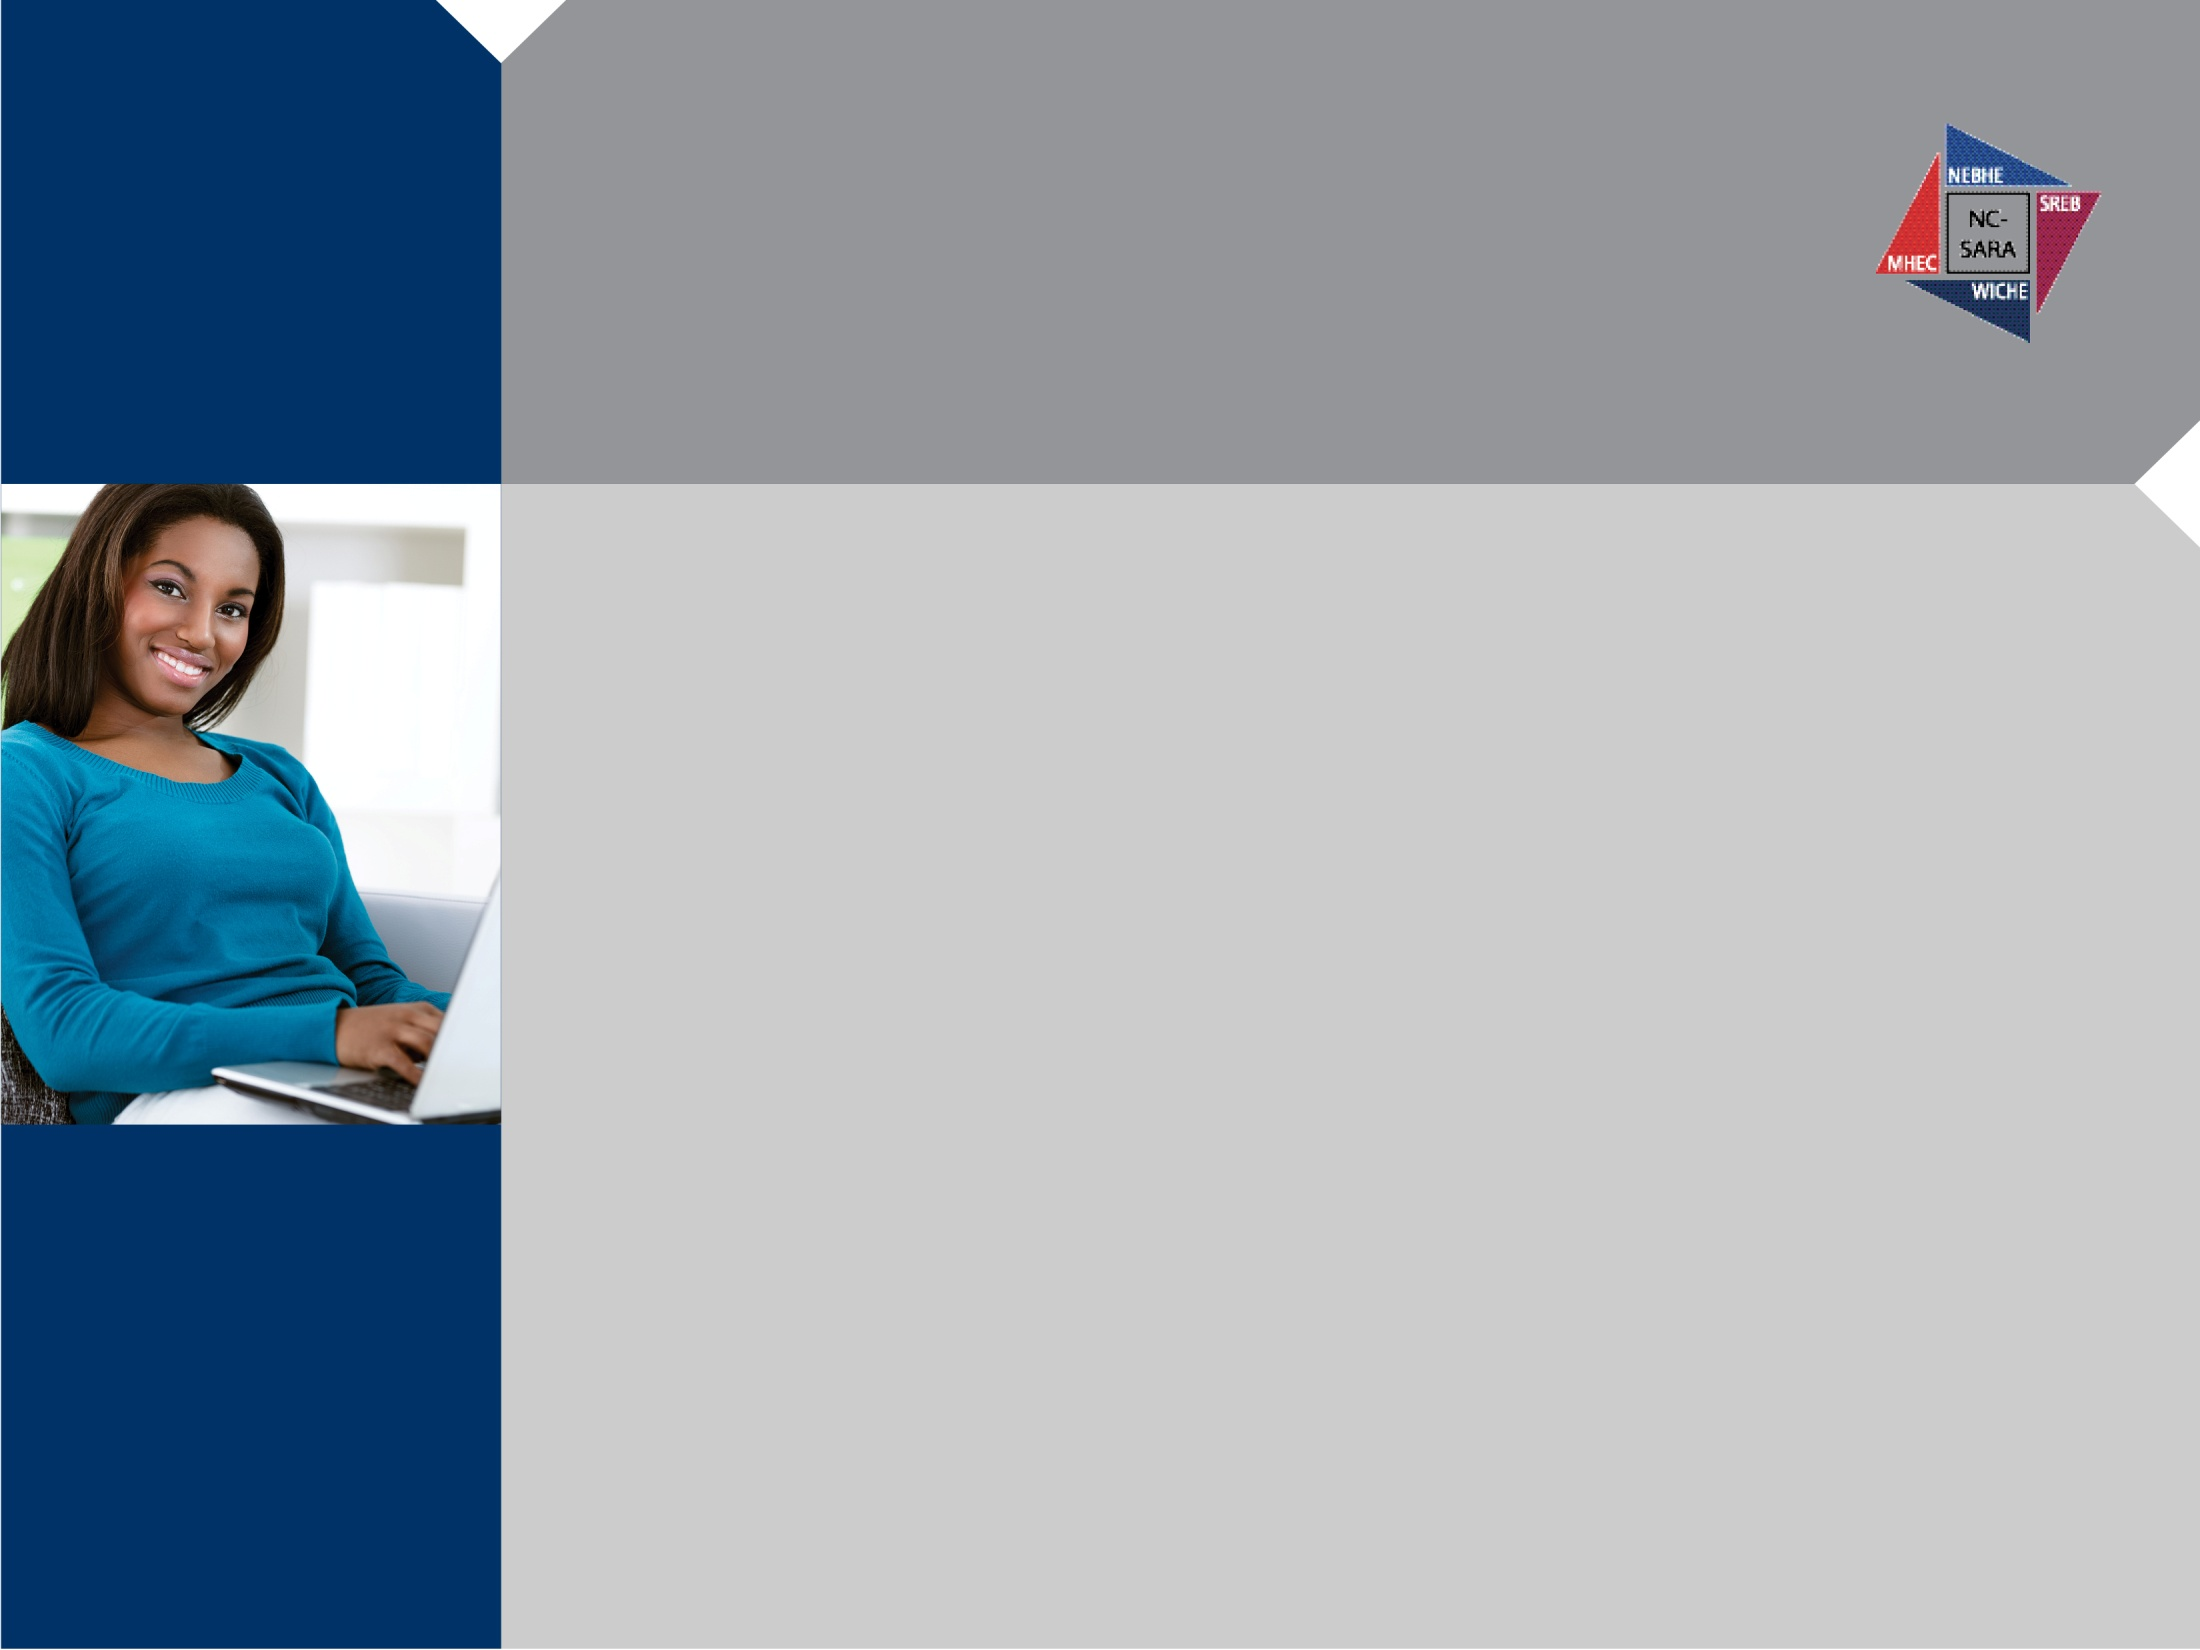 NEBHE
SREB
NC-
SARA
MHEC
WICHE